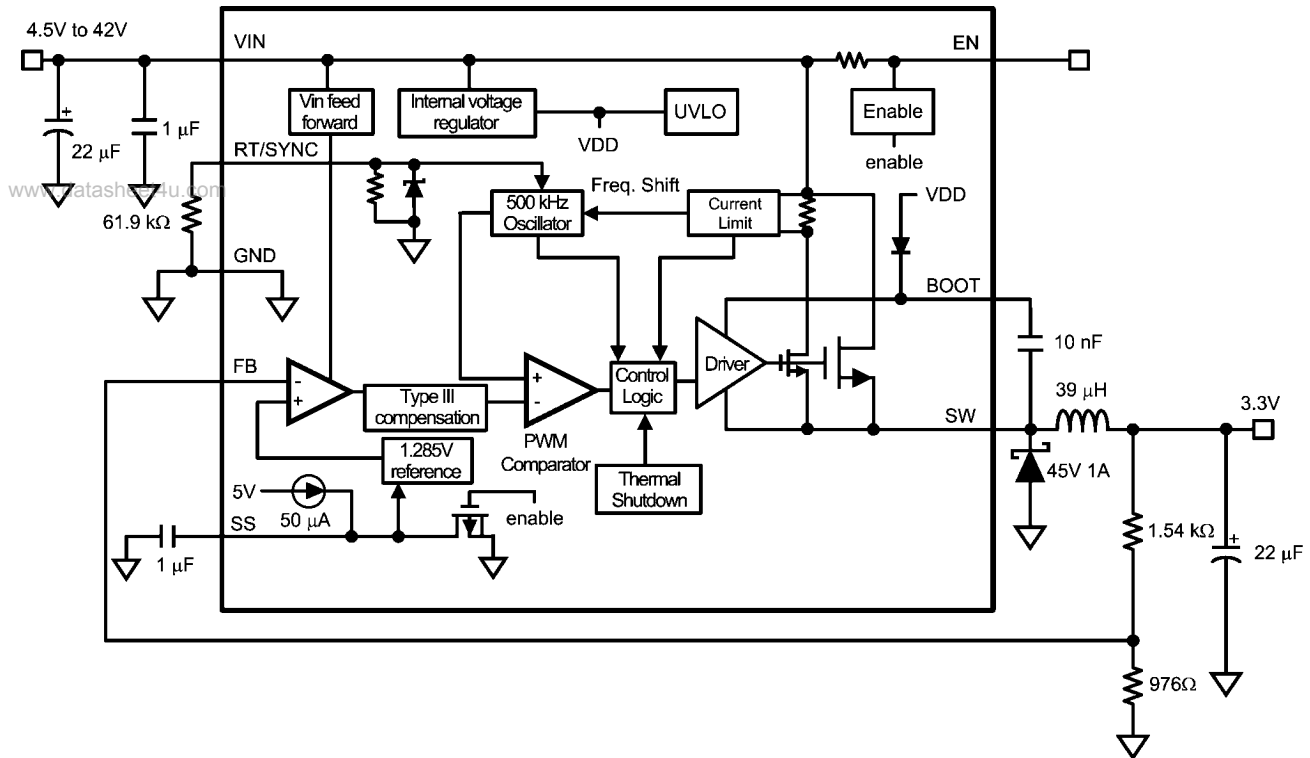 4.5V to 42V
VIN
EN
22 µF
1 µF
Vin feed
forward
Internal voltage
regulator
UVLO
VDD
Enable
enable
RT/SYNC
www.datasheet4u.com
61.9 kΩ
GND
500 kHz
Oscillator
Freq. Shift
Current
Limit
VDD
BOOT
10 nF
FB
-
+
Type III
compensation
+
-
PWM
Comparator
Control
Logic
Driver
SW
39 µH
3.3V
1.285V
reference
Thermal
Shutdown
45V 1A
5V
50 µA
enable
SS
1 µF
1.54 kΩ
22 µF
976Ω
+
+